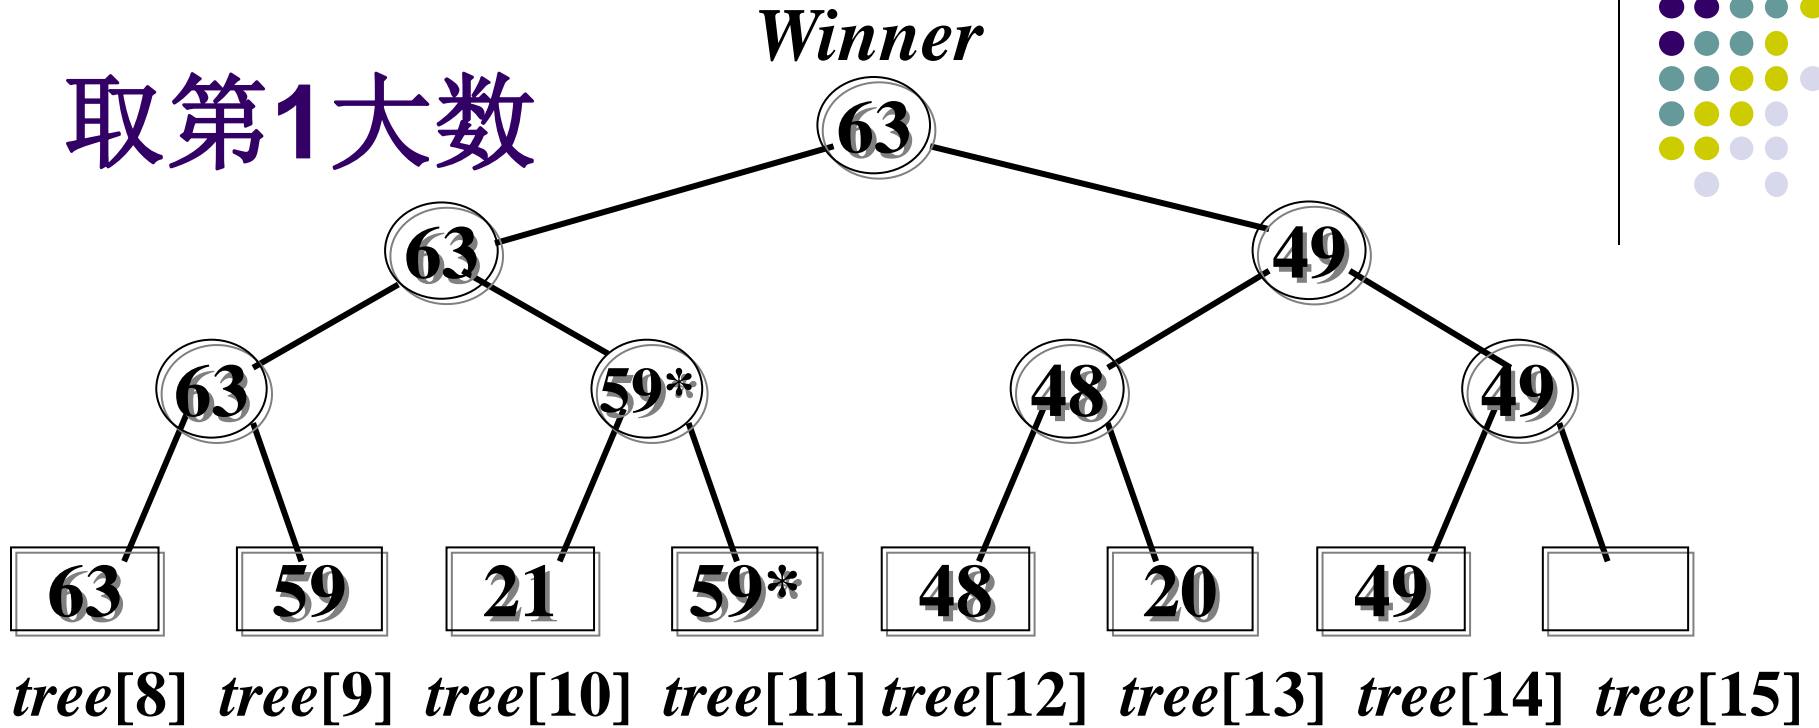 Winner
取第1大数
63
63 49
63 59* 48 49
63 59 21 59* 48 20 49
tree[8] tree[9] tree[10] tree[11] tree[12] tree[13] tree[14] tree[15]